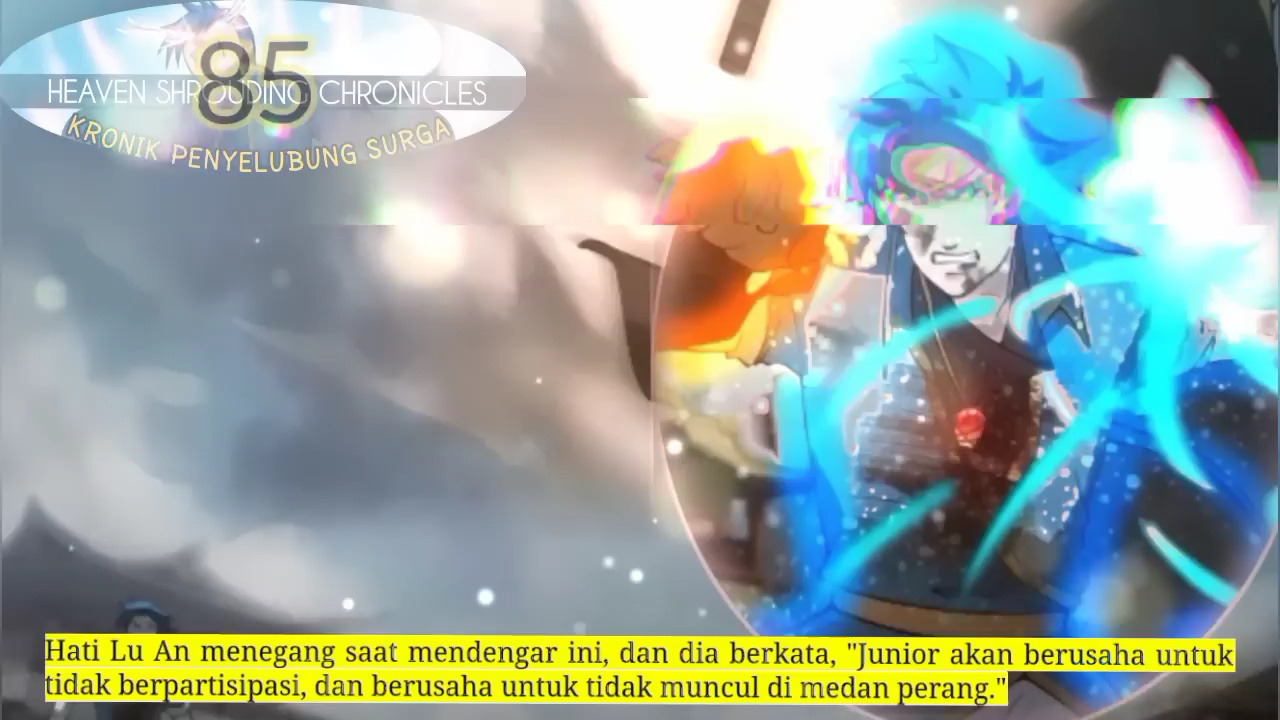 85
HEAVEN SHROUDING CHRONICLES
KRONIK PENYELUBUNG SURGA
Hati Lu An menegang saat mendengar ini, dan dia berkata, "Junior akan berusaha untuk
tidak berpartisipasi, dan berusaha untuk tidak muncul di medan perang."